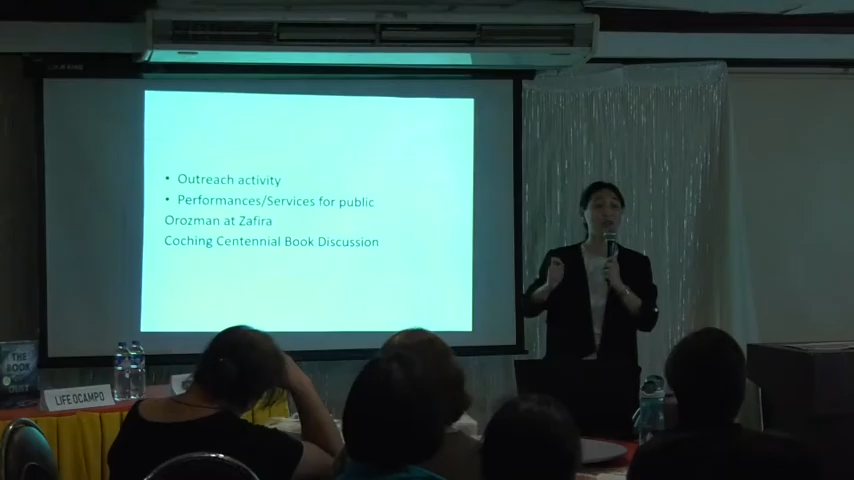 • Outreach activity
• Performances/Services for public
Orozman at Zafira
Coching Centennial Book Discussion
THE BOOK
LIFE OCAMPO